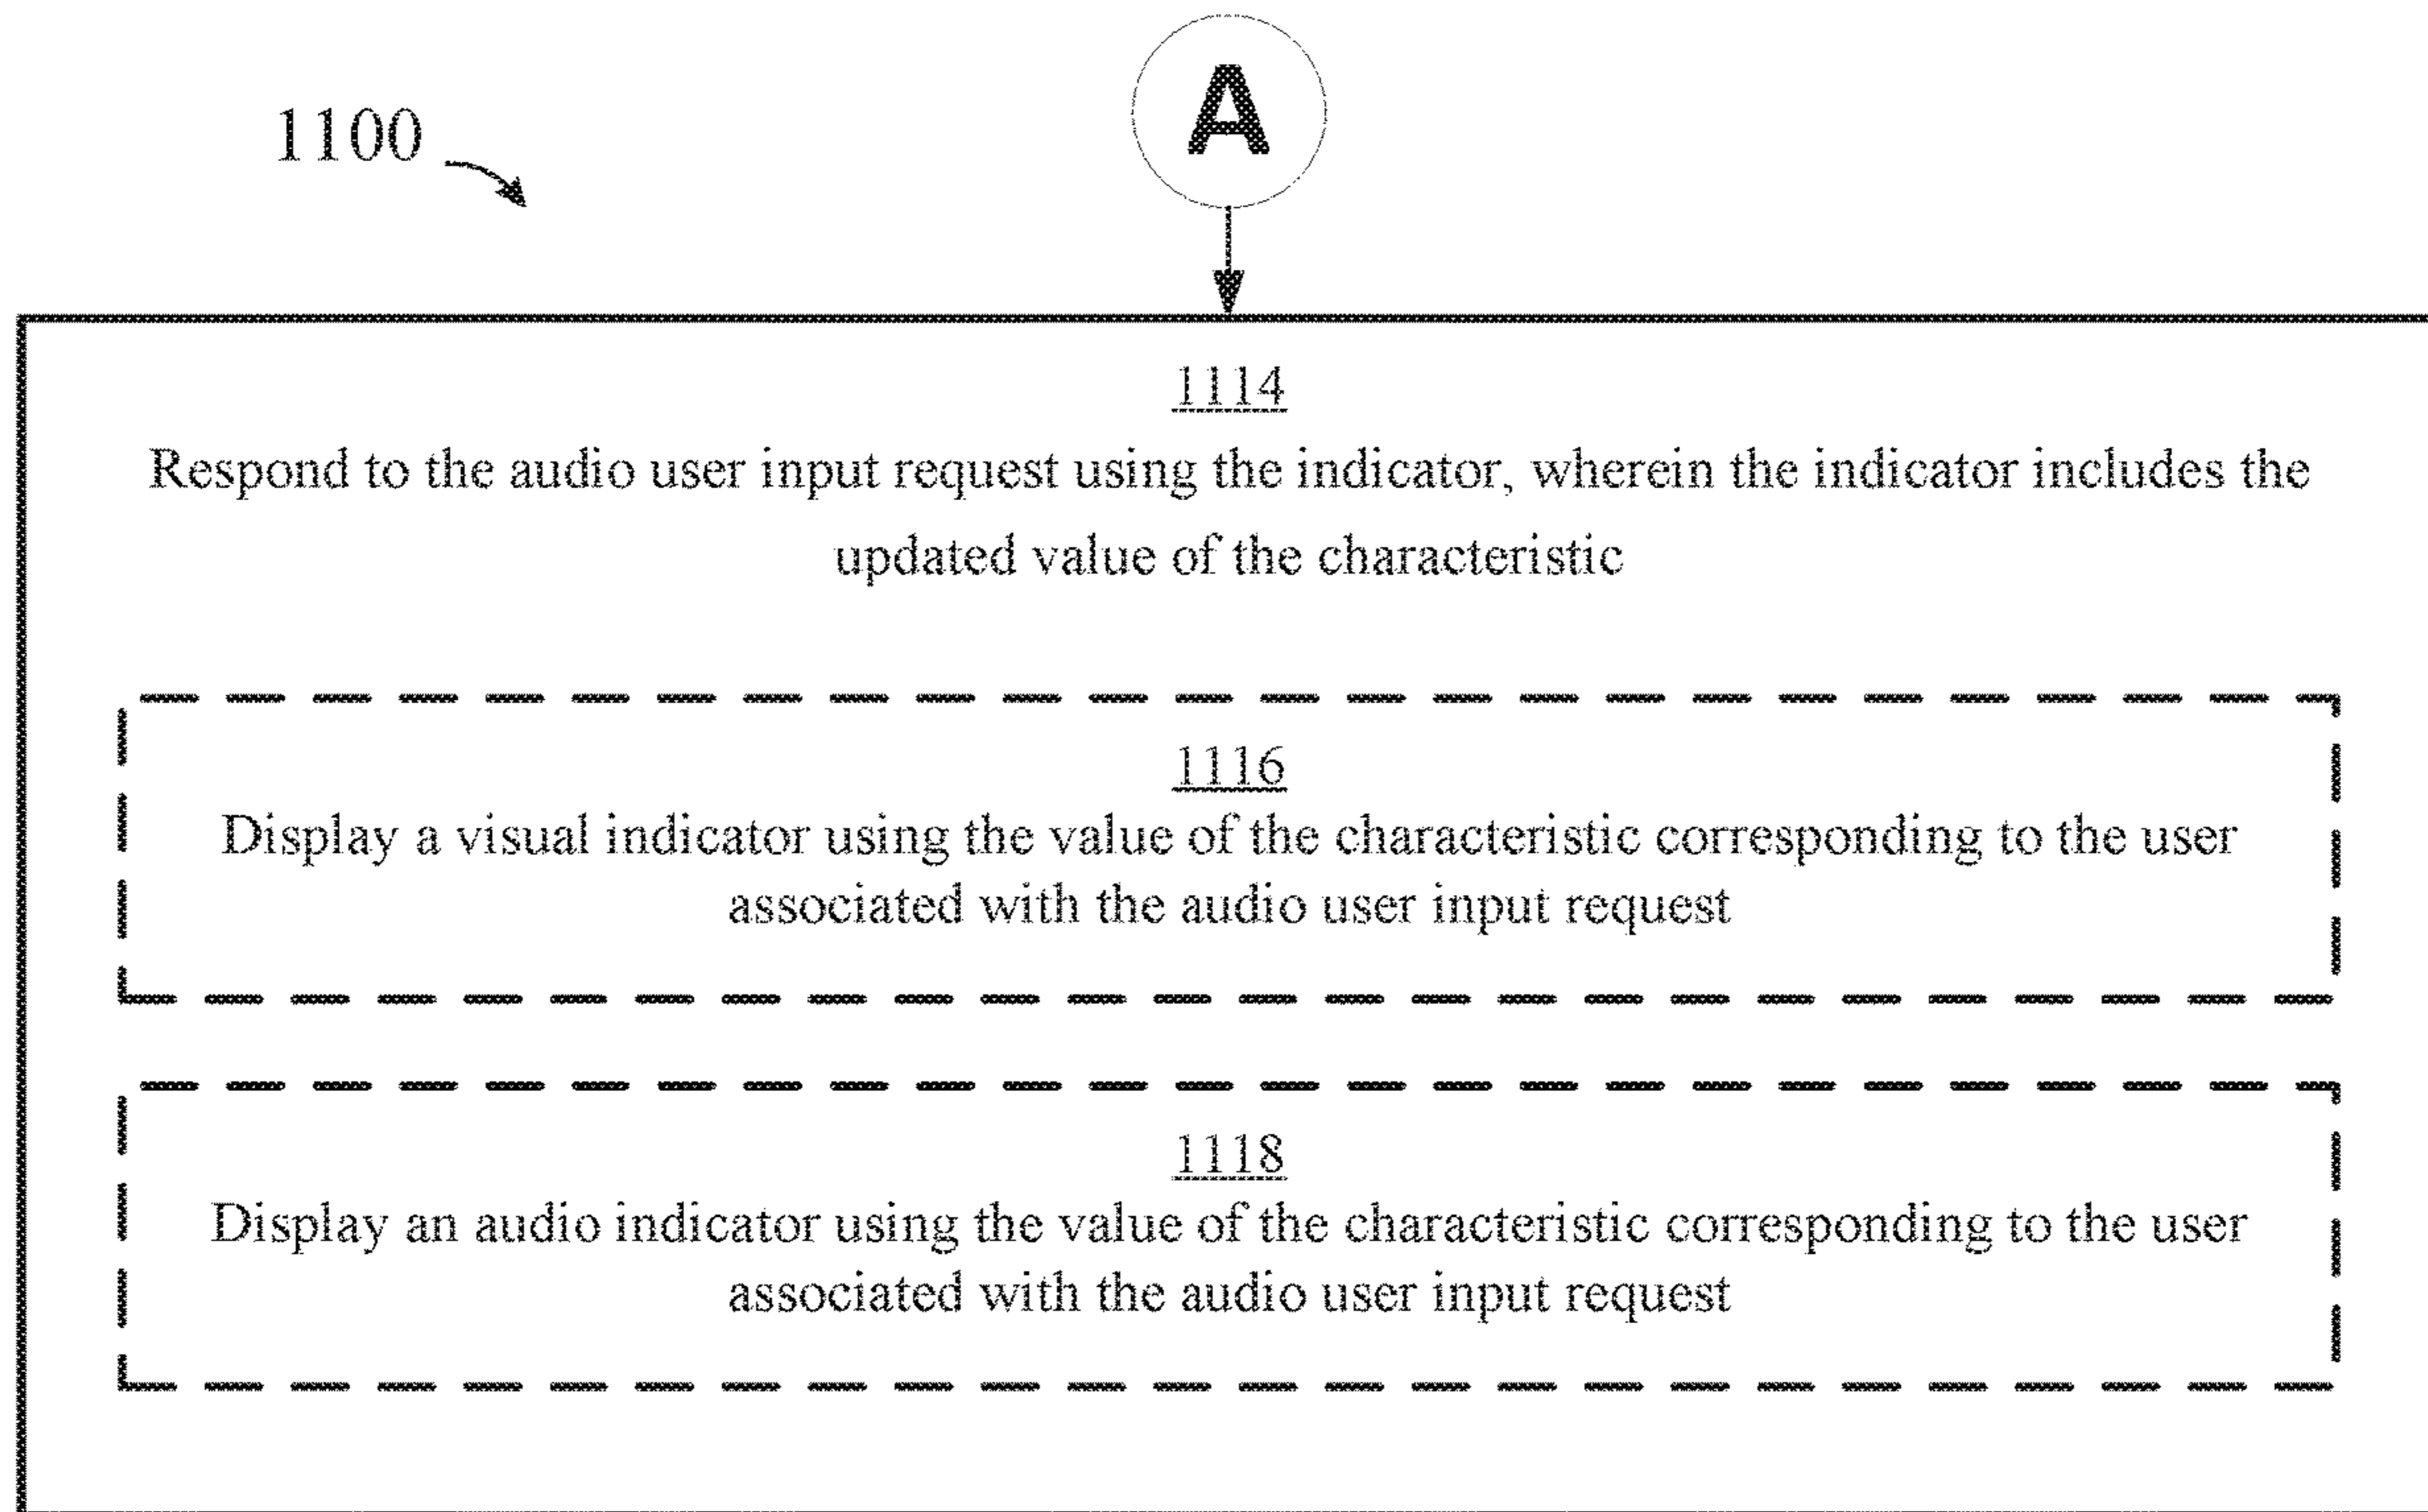 A
1100
1114
Respond to the audio user input request using the indicator, wherein the indicator includes the
updated value of the characteristic
1116
Display a visual indicator using the value of the characteristic corresponding to the user
associated with the audio user input request
1118
Display an audio indicator using the value of the characteristic corresponding to the user
associated with the audio user input request